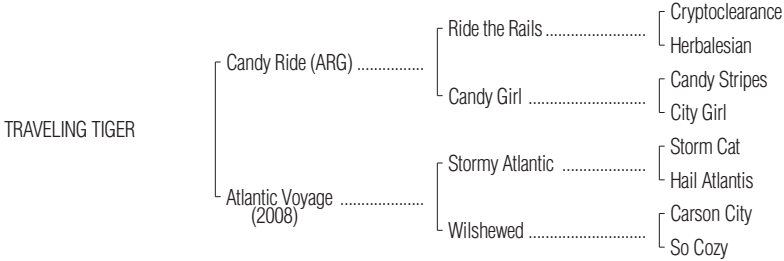 TRAVELING TIGER
Candy Ride (ARG) ................
Atlantic Voyage ....................
(2008)
Ride the Rails ........................
Candy Girl ............................
Stormy Atlantic ....................
Wilshewed ............................
Cryptoclearance
Herbalesian
Candy Stripes
City Girl
Storm Cat
Hail Atlantis
Carson City
So Cozy